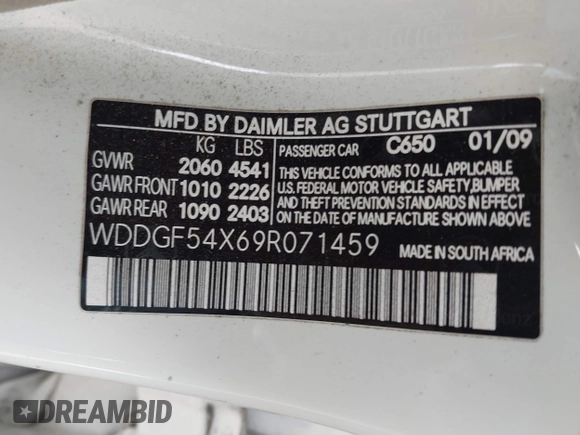 MFD BY DAIMLER AG STUTTGART
KG LBS
GVWR 2060 4541
GAWR FRONT 1010 2226
GAWR REAR 1090 2403
PASSENGER CAR C650 01/09
THIS VEHICLE CONFORMS TO ALL APPLICABLE
U.S. FEDERAL MOTOR VEHICLE SAFETY,BUMPER
AND THEFT PREVENTION STANDARDS IN EFFECT
ON THE DATE OF MANUFACTURE SHOWN ABOVE.
WDDGF54X69R071459
MADE IN SOUTH AFRICA
DREAMBID